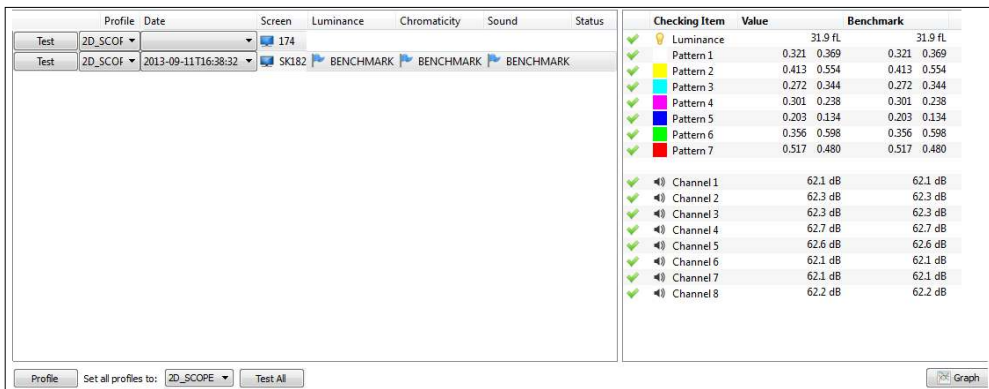 Profile Date Screen Luminance Chromaticity Sound Status
Test 2D_SCOF 174
Test 2D_SCOF 2013-09-11T16:38:32 SK182 BENCHMARK BENCHMARK BENCHMARK
Checking Item Value Benchmark
Luminance 31.9 fL 31.9 fL
Pattern 1 0.321 0.369 0.321 0.369
Pattern 2 0.413 0.554 0.413 0.554
Pattern 3 0.272 0.344 0.272 0.344
Pattern 4 0.301 0.238 0.301 0.238
Pattern 5 0.203 0.134 0.203 0.134
Pattern 6 0.356 0.598 0.356 0.598
Pattern 7 0.517 0.480 0.517 0.480
Channel 1 62.1 dB 62.1 dB
Channel 2 62.3 dB 62.3 dB
Channel 3 62.3 dB 62.3 dB
Channel 4 62.7 dB 62.7 dB
Channel 5 62.6 dB 62.6 dB
Channel 6 62.1 dB 62.1 dB
Channel 7 62.1 dB 62.1 dB
Channel 8 62.2 dB 62.2 dB
Profile Set all profiles to: 2D_SCOPE Test All Graph